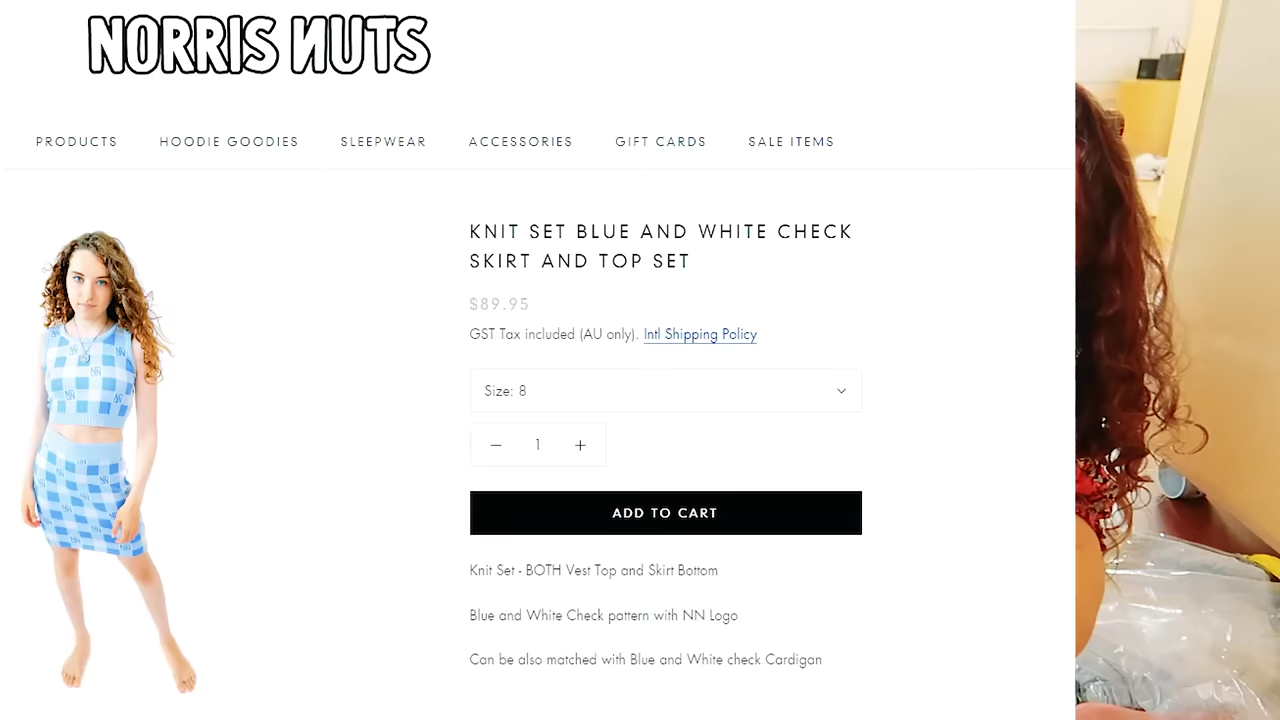 NORRIS NUTS
PRODUCTS HOODIE GOODIES SLEEPWEAR ACCESSORIES GIFT CARDS SALE ITEMS
KNIT SET BLUE AND WHITE CHECK
SKIRT AND TOP SET
$89.95
GST Tax included (AU only). Intl Shipping Policy
Size: 8
1
ADD TO CART
Knit Set - BOTH Vest Top and Skirt Bottom
Blue and White Check pattern with NN Logo
Can be also matched with Blue and White check Cardigan